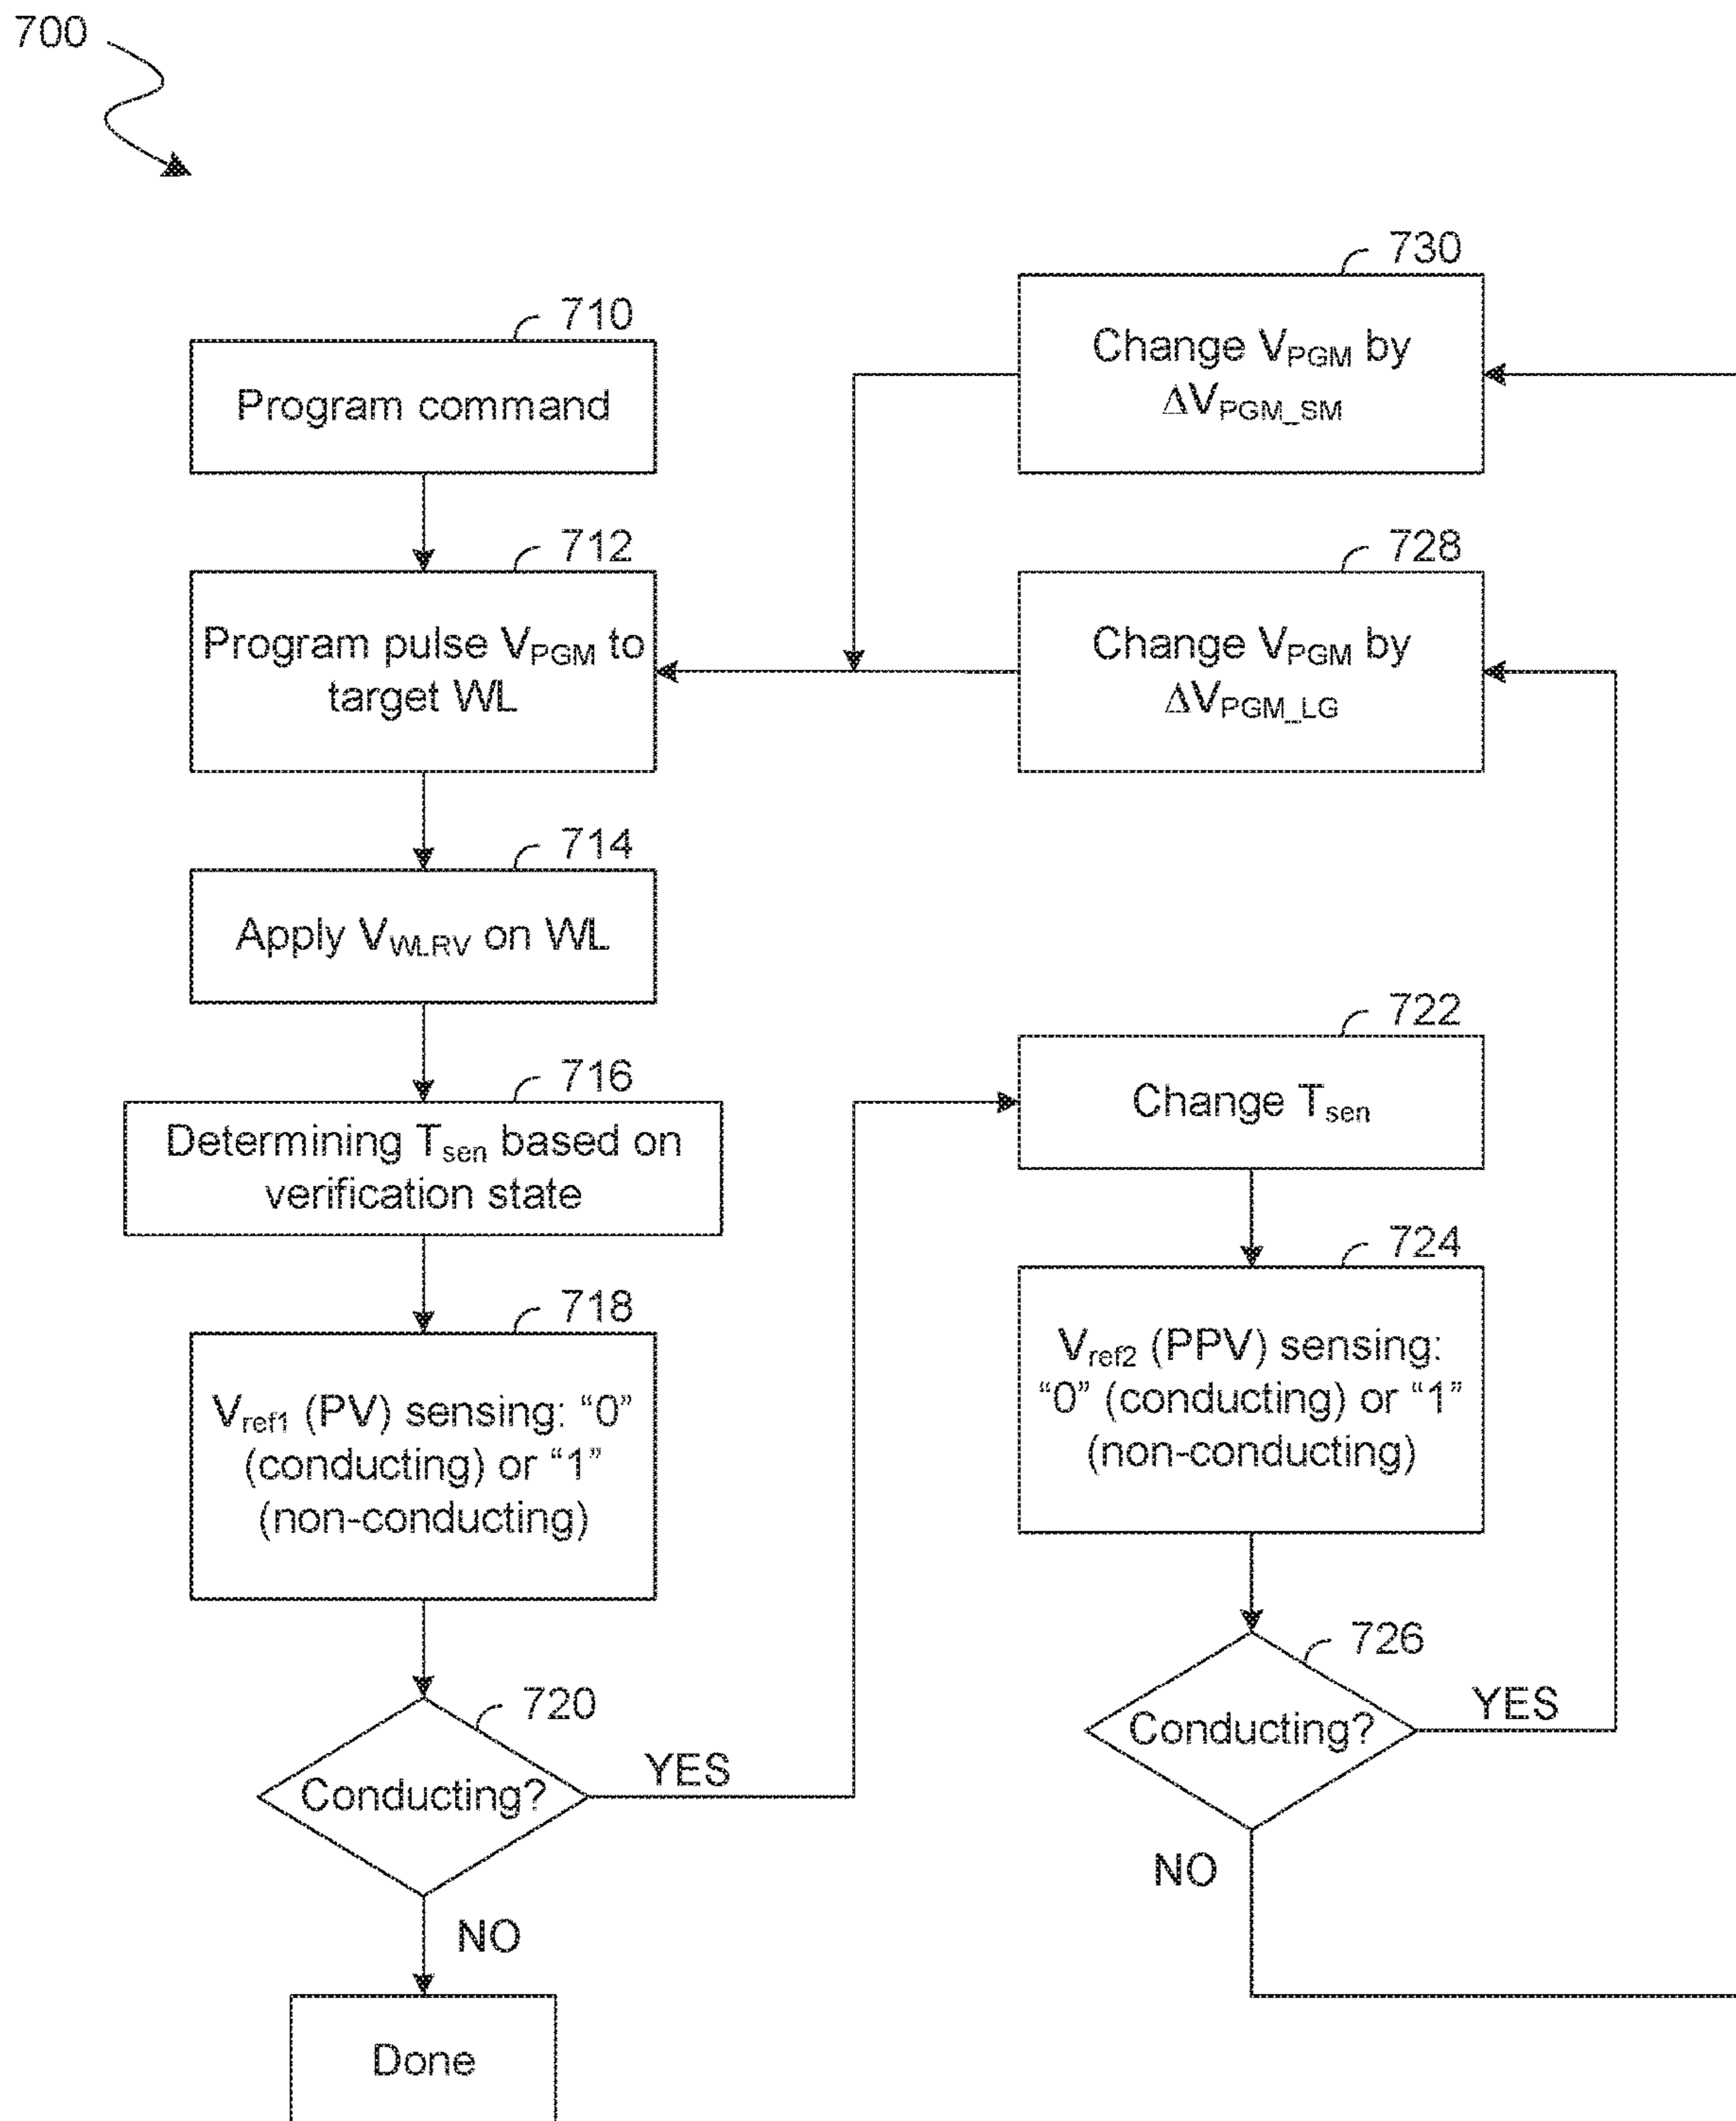 700
710
Program command
712
Program pulse VPGM to
target WL
714
Apply VWLRV on WL
716
Determining Tsen based on
verification state
718
Vref1 (PV) sensing: “0”
(conducting) or “1”
(non-conducting)
720
Conducting?
YES
NO
Done
730
Change VPGM by
ΔVPGM_SM
728
Change VPGM by
ΔVPGM_LG
722
Change Tsen
724
Vref2 (PPV) sensing:
“0” (conducting) or “1”
(non-conducting)
726
Conducting?
YES
NO